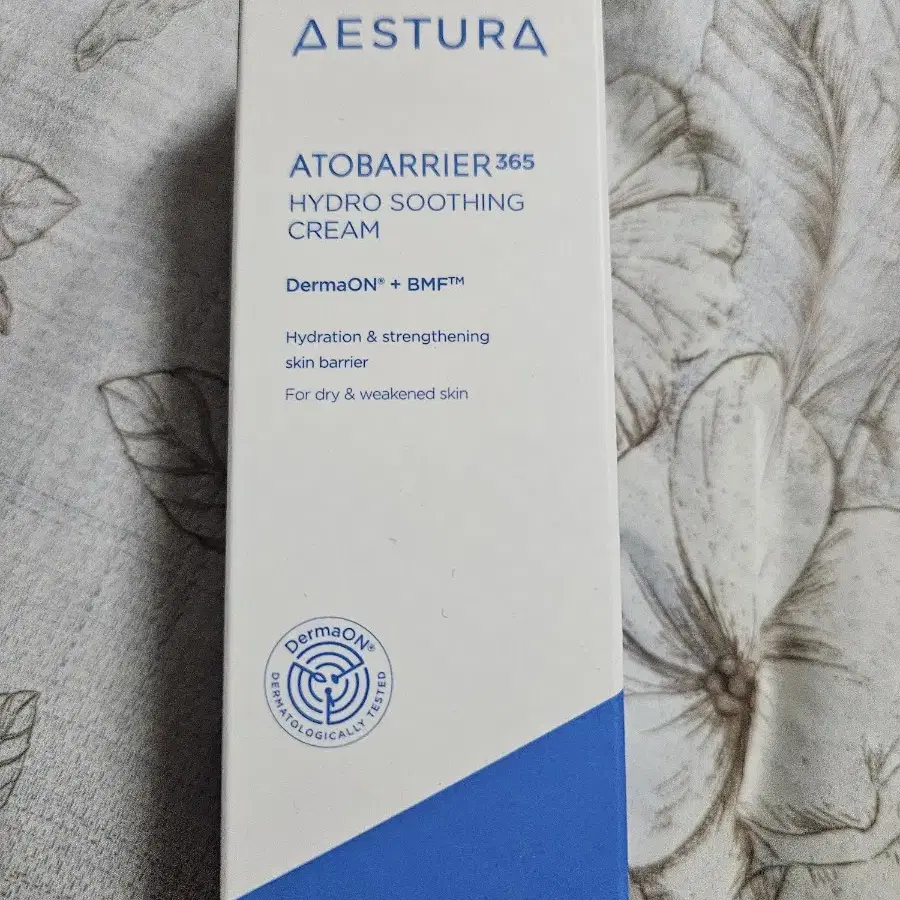 AESTURA
ATOBARRIER365
HYDRO SOOTHING
CREAM
DermaON® + BMF™
Hydration & strengthening
skin barrier
For dry & weakened skin
DermaON®
DERMATOLOGICALLY TESTED